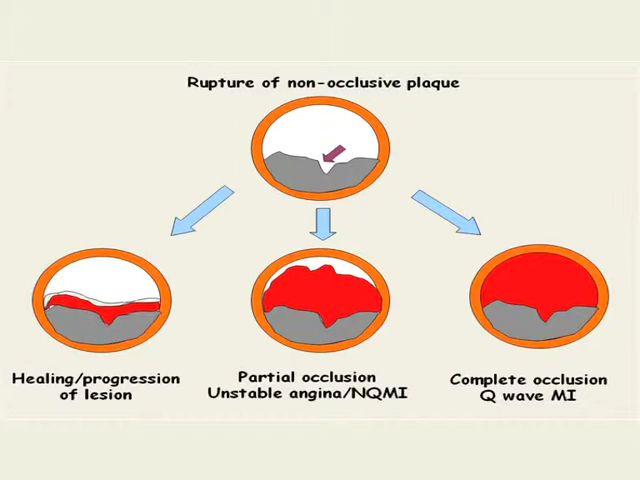 Rupture of non-occlusive plaque
Healing/progression
of lesion
Partial occlusion
Unstable angina/NQMI
Complete occlusion
Q wave MI